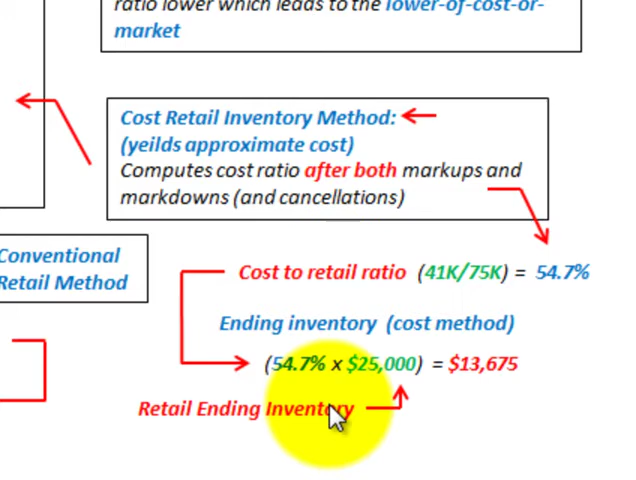 ratio lower which leads to the lower-of-cost-or-
market
Cost Retail Inventory Method:
(yeilds approximate cost)
Computes cost ratio after both markups and
markdowns (and cancellations)
Conventional
Retail Method
Cost to retail ratio (41K/75K) = 54.7%
Ending inventory (cost method)
(54.7% x $25,000) = $13,675
Retail Ending Inventory